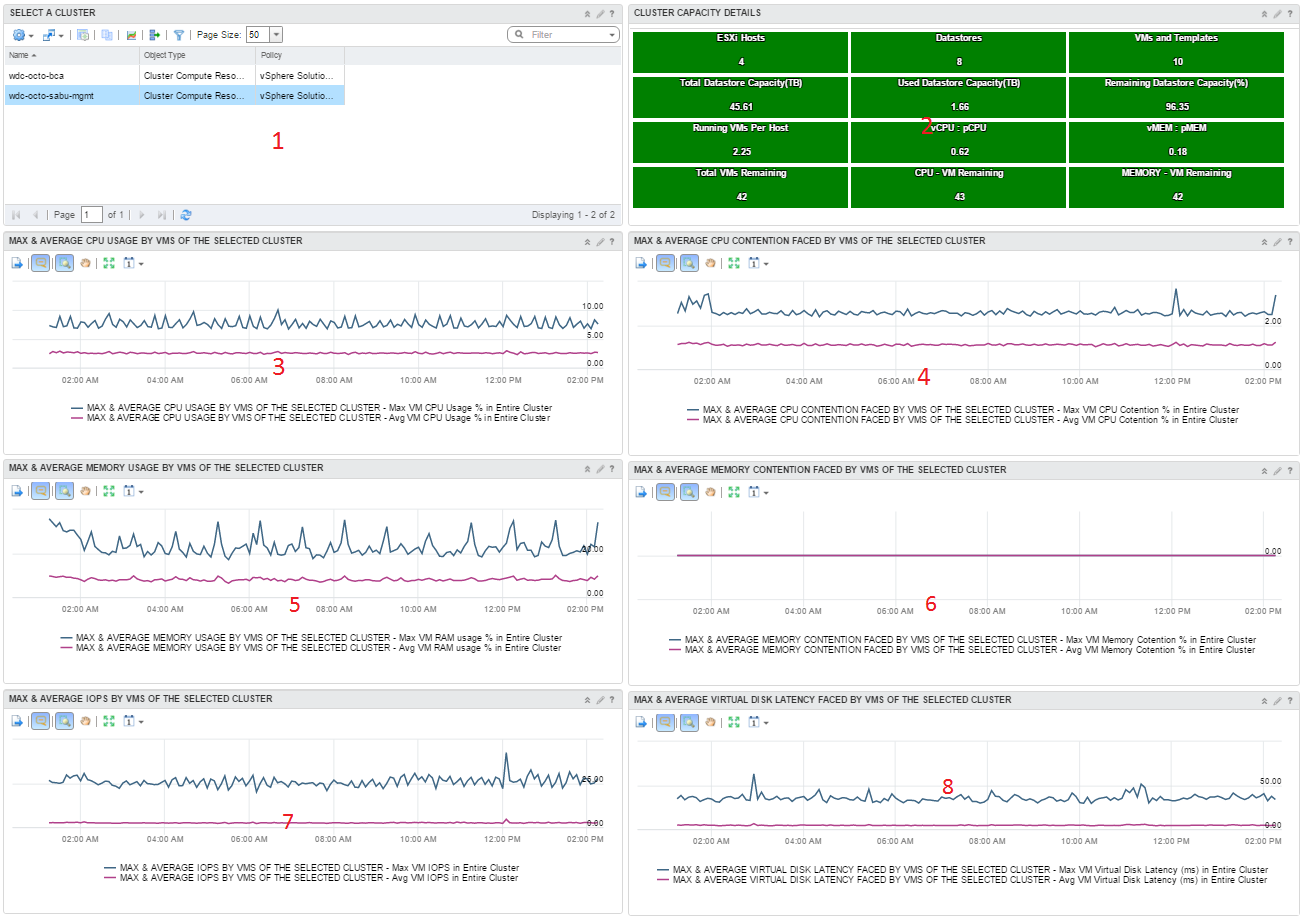 SELECT A CLUSTER
?
Page Size: 50
Filter
Name Object Type Policy
wdc-octo-bca Cluster Compute Reso... vSphere Solutio...
wdc-octo-sabu-mgmt Cluster Compute Reso... vSphere Solutio...
1
Page 1 of 1 Displaying 1 - 2 of 2
CLUSTER CAPACITY DETAILS
?
ESXi Hosts Datastores VMs and Templates
4 8 10
Total Datastore Capacity(TB) Used Datastore Capacity(TB) Remaining Datastore Capacity(%)
45.61 1.66 96.35
2
Running VMs Per Host vCPU : pCPU vMEM : pMEM
2.25 0.62 0.18
Total VMs Remaining CPU - VM Remaining MEMORY - VM Remaining
42 43 42
MAX & AVERAGE CPU USAGE BY VMS OF THE SELECTED CLUSTER
?
1
10.00
5.00
0.00
3
02:00 AM 04:00 AM 06:00 AM 08:00 AM 10:00 AM 12:00 PM 02:00 PM
MAX & AVERAGE CPU USAGE BY VMS OF THE SELECTED CLUSTER - Max VM CPU Usage % in Entire Cluster
MAX & AVERAGE CPU USAGE BY VMS OF THE SELECTED CLUSTER - Avg VM CPU Usage % in Entire Cluster
MAX & AVERAGE CPU CONTENTION FACED BY VMS OF THE SELECTED CLUSTER
?
1
2.00
0.00
4
02:00 AM 04:00 AM 06:00 AM 08:00 AM 10:00 AM 12:00 PM 02:00 PM
MAX & AVERAGE CPU CONTENTION FACED BY VMS OF THE SELECTED CLUSTER - Max VM CPU Cotention % in Entire Cluster
MAX & AVERAGE CPU CONTENTION FACED BY VMS OF THE SELECTED CLUSTER - Avg VM CPU Cotention % in Entire Cluster
MAX & AVERAGE MEMORY USAGE BY VMS OF THE SELECTED CLUSTER
?
1
0.00
5
02:00 AM 04:00 AM 06:00 AM 08:00 AM 10:00 AM 12:00 PM 02:00 PM
MAX & AVERAGE MEMORY USAGE BY VMS OF THE SELECTED CLUSTER - Max VM RAM usage % in Entire Cluster
MAX & AVERAGE MEMORY USAGE BY VMS OF THE SELECTED CLUSTER - Avg VM RAM usage % in Entire Cluster
MAX & AVERAGE MEMORY CONTENTION FACED BY VMS OF THE SELECTED CLUSTER
?
1
0.00
6
02:00 AM 04:00 AM 06:00 AM 08:00 AM 10:00 AM 12:00 PM 02:00 PM
MAX & AVERAGE MEMORY CONTENTION FACED BY VMS OF THE SELECTED CLUSTER - Max VM Memory Cotention % in Entire Cluster
MAX & AVERAGE MEMORY CONTENTION FACED BY VMS OF THE SELECTED CLUSTER - Avg VM Memory Cotention % in Entire Cluster
MAX & AVERAGE IOPS BY VMS OF THE SELECTED CLUSTER
?
1
25.00
0.00
7
02:00 AM 04:00 AM 06:00 AM 08:00 AM 10:00 AM 12:00 PM 02:00 PM
MAX & AVERAGE IOPS BY VMS OF THE SELECTED CLUSTER - Max VM IOPS in Entire Cluster
MAX & AVERAGE IOPS BY VMS OF THE SELECTED CLUSTER - Avg VM IOPS in Entire Cluster
MAX & AVERAGE VIRTUAL DISK LATENCY FACED BY VMS OF THE SELECTED CLUSTER
?
1
50.00
8
0.00
02:00 AM 04:00 AM 06:00 AM 08:00 AM 10:00 AM 12:00 PM 02:00 PM
MAX & AVERAGE VIRTUAL DISK LATENCY FACED BY VMS OF THE SELECTED CLUSTER - Max VM Virtual Disk Latency (ms) in Entire Cluster
MAX & AVERAGE VIRTUAL DISK LATENCY FACED BY VMS OF THE SELECTED CLUSTER - Avg VM Virtual Disk Latency (ms) in Entire Cluster